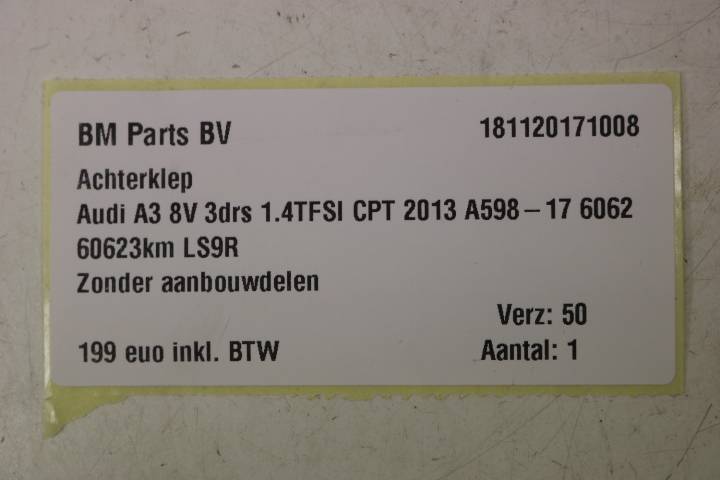 BM Parts BV 181120171008
Achterklep
Audi A3 8V 3drs 1.4TFSI CPT 2013 A598 – 17 6062
60623km LS9R
Zonder aanbouwdelen
Verz: 50
199 euo inkl. BTW Aantal: 1